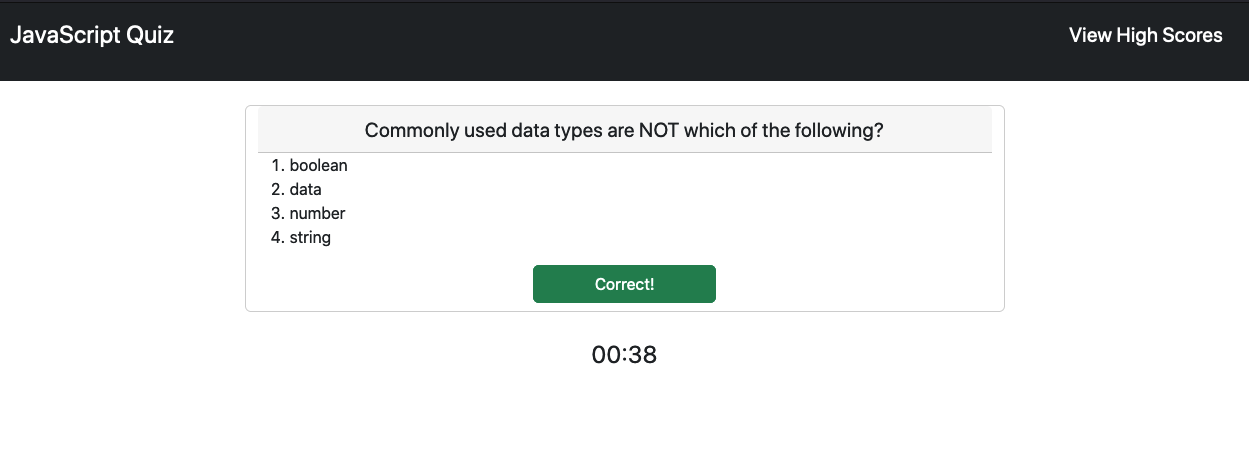 JavaScript Quiz
View High Scores
Commonly used data types are NOT which of the following?
1. boolean
2. data
3. number
4. string
Correct!
00:38